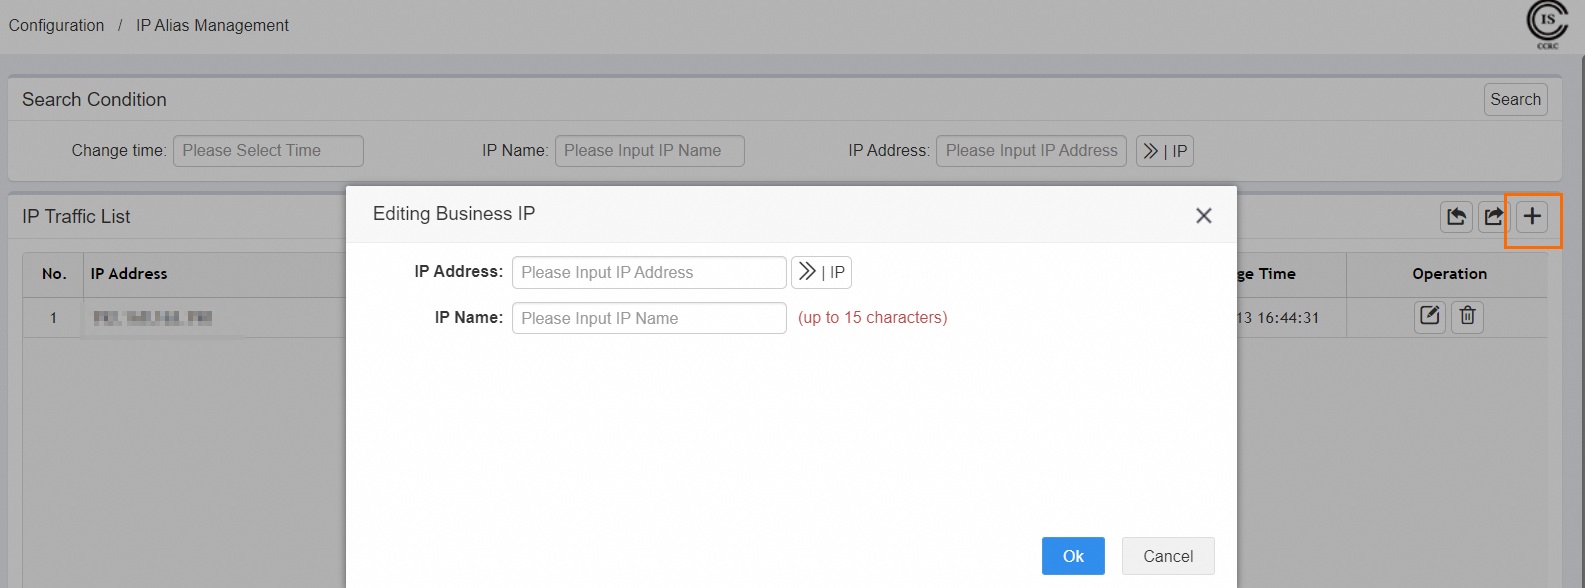 Configuration / IP Alias Management
IS
CCRC
Search Condition
Search
Change time: Please Select Time IP Name: Please Input IP Name IP Address: Please Input IP Address | IP
IP Traffic List
Editing Business IP
IP Address: Please Input IP Address | IP
IP Name: Please Input IP Name (up to 15 characters)
No. IP Address ge Time Operation
1 13 16:44:31
Ok Cancel